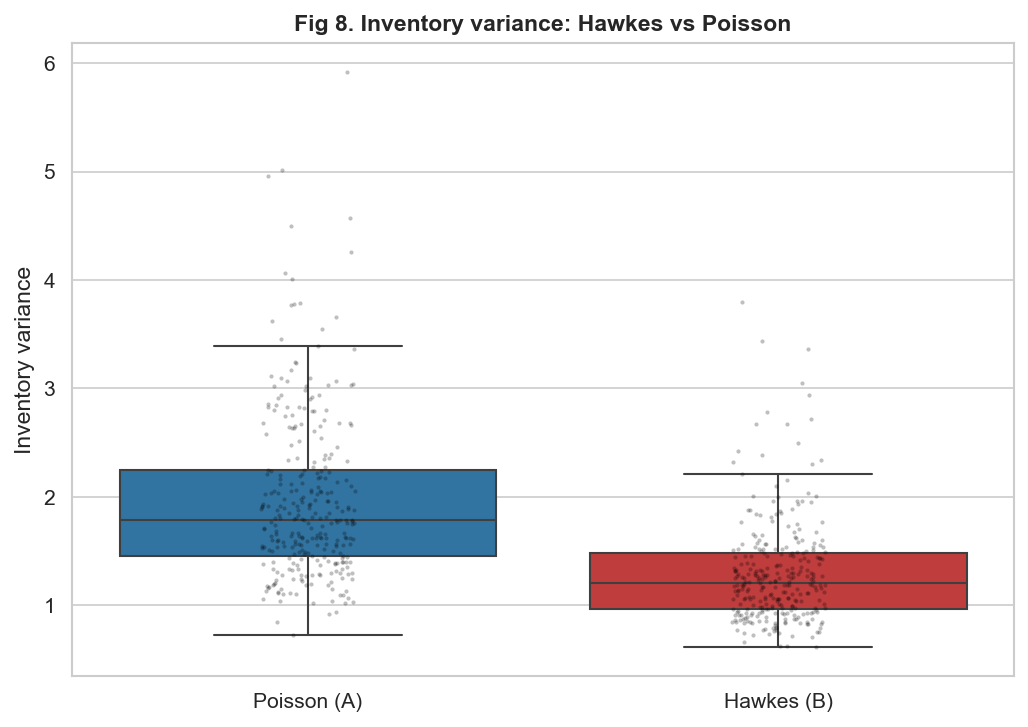 Fig 8. Inventory variance: Hawkes vs Poisson
6
5
4
3
2
1
Inventory variance
Poisson (A)
Hawkes (B)